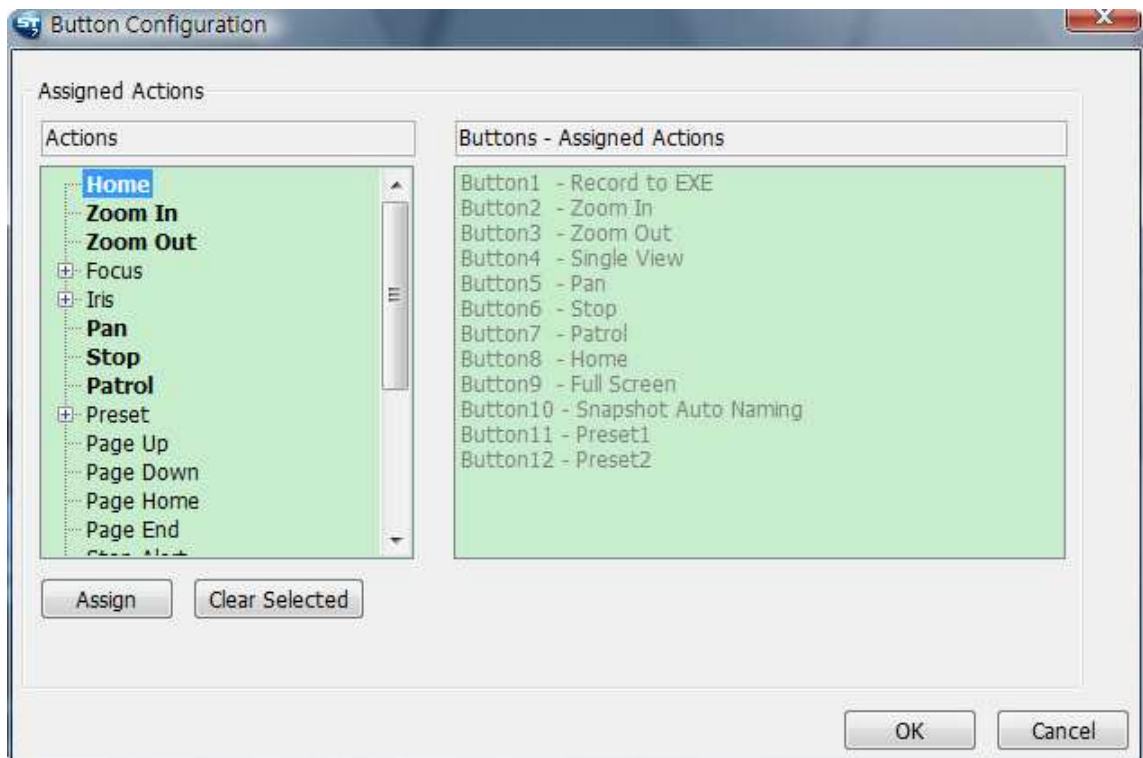 Button Configuration
Assigned Actions
Actions
Home
Zoom In
Zoom Out
Focus
Iris
Pan
Stop
Patrol
Preset
Page Up
Page Down
Page Home
Page End
Stop Alert
Assign
Clear Selected
Buttons - Assigned Actions
Button1 - Record to EXE
Button2 - Zoom In
Button3 - Zoom Out
Button4 - Single View
Button5 - Pan
Button6 - Stop
Button7 - Patrol
Button8 - Home
Button9 - Full Screen
Button10 - Snapshot Auto Naming
Button11 - Preset1
Button12 - Preset2
OK
Cancel